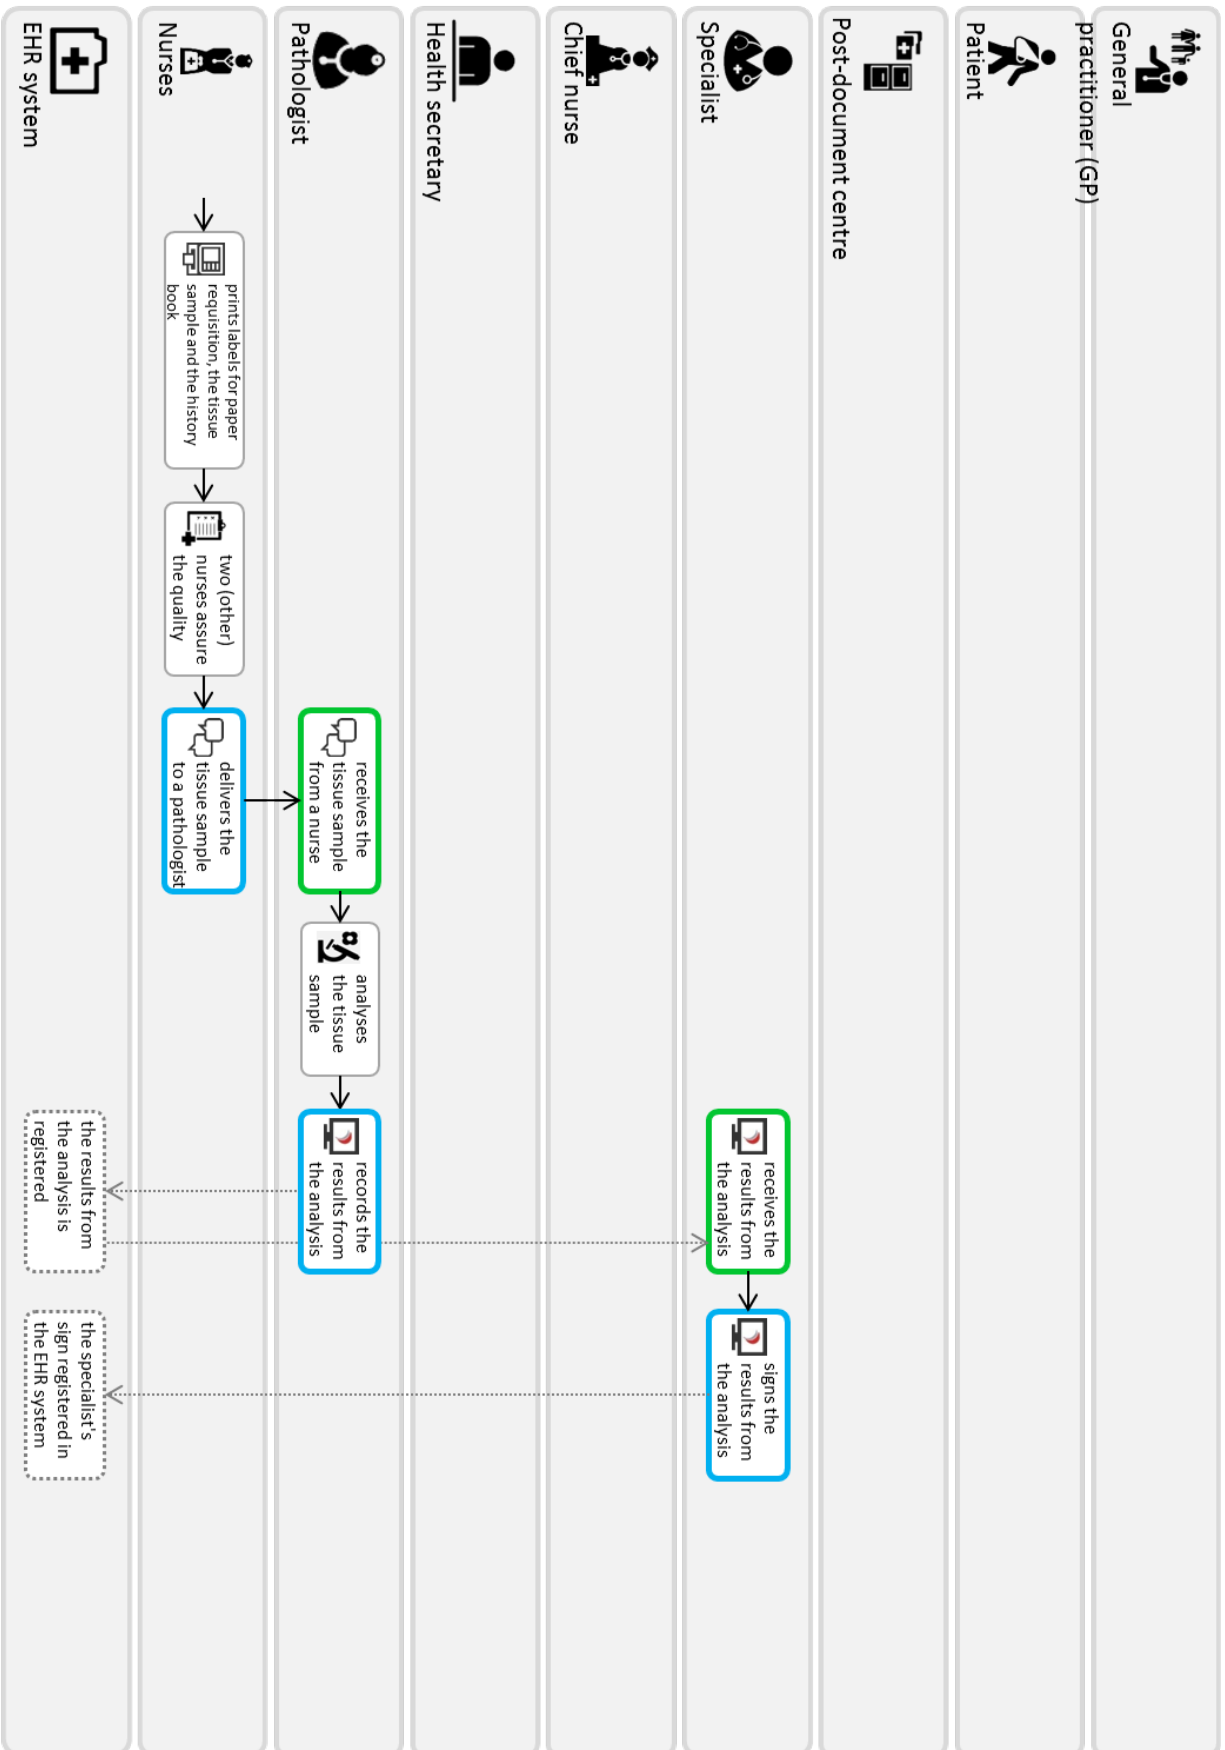 General
practitioner (GP)
Patient
Post-document centre
Specialist
receives the
results from
the analysis
signs the
results from
the analysis
Chief nurse
Health secretary
Pathologist
receives the
tissue sample
from a nurse
analyses
the tissue
sample
records the
results from
the analysis
Nurses
prints labels for paper
requisition, the tissue
sample and the history
book
two (other)
nurses assure
the quality
delivers the
tissue sample
to a pathologist
EHR system
the results from
the analysis is
registered
the specialist's
sign registered in
the EHR system